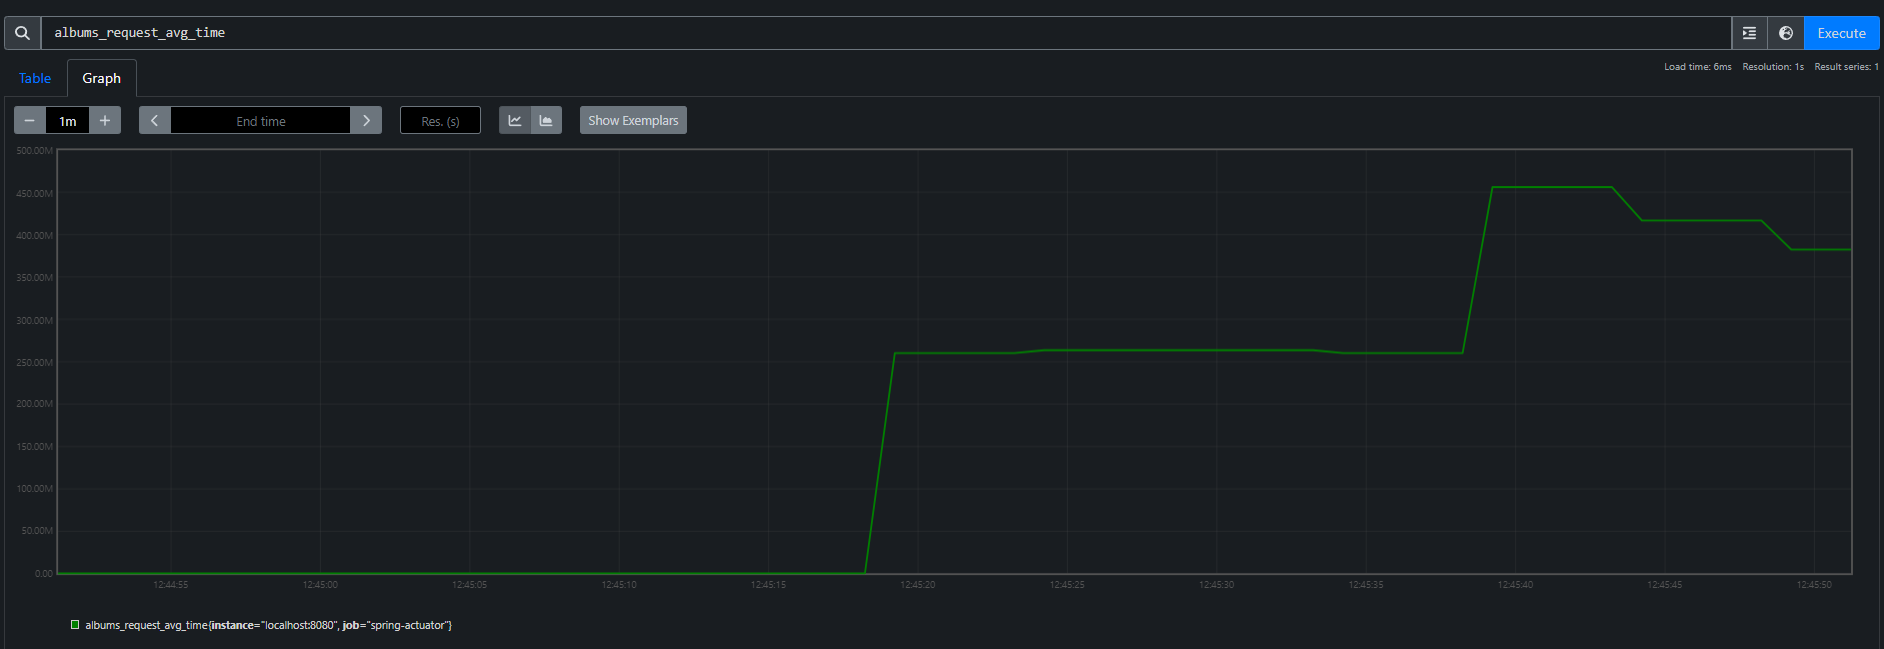 albums_request_avg_time
Execute
Table
Graph
Load time: 6ms Resolution: 1s Result series: 1
− 1m +
End time
Res. (s)
Show Exemplars
500.00M
450.00M
400.00M
350.00M
300.00M
250.00M
200.00M
150.00M
100.00M
50.00M
0.00
12:44:55 12:45:00 12:45:05 12:45:10 12:45:15 12:45:20 12:45:25 12:45:30 12:45:35 12:45:40 12:45:45 12:45:50
albums_request_avg_time{instance="localhost:8080", job="spring-actuator"}